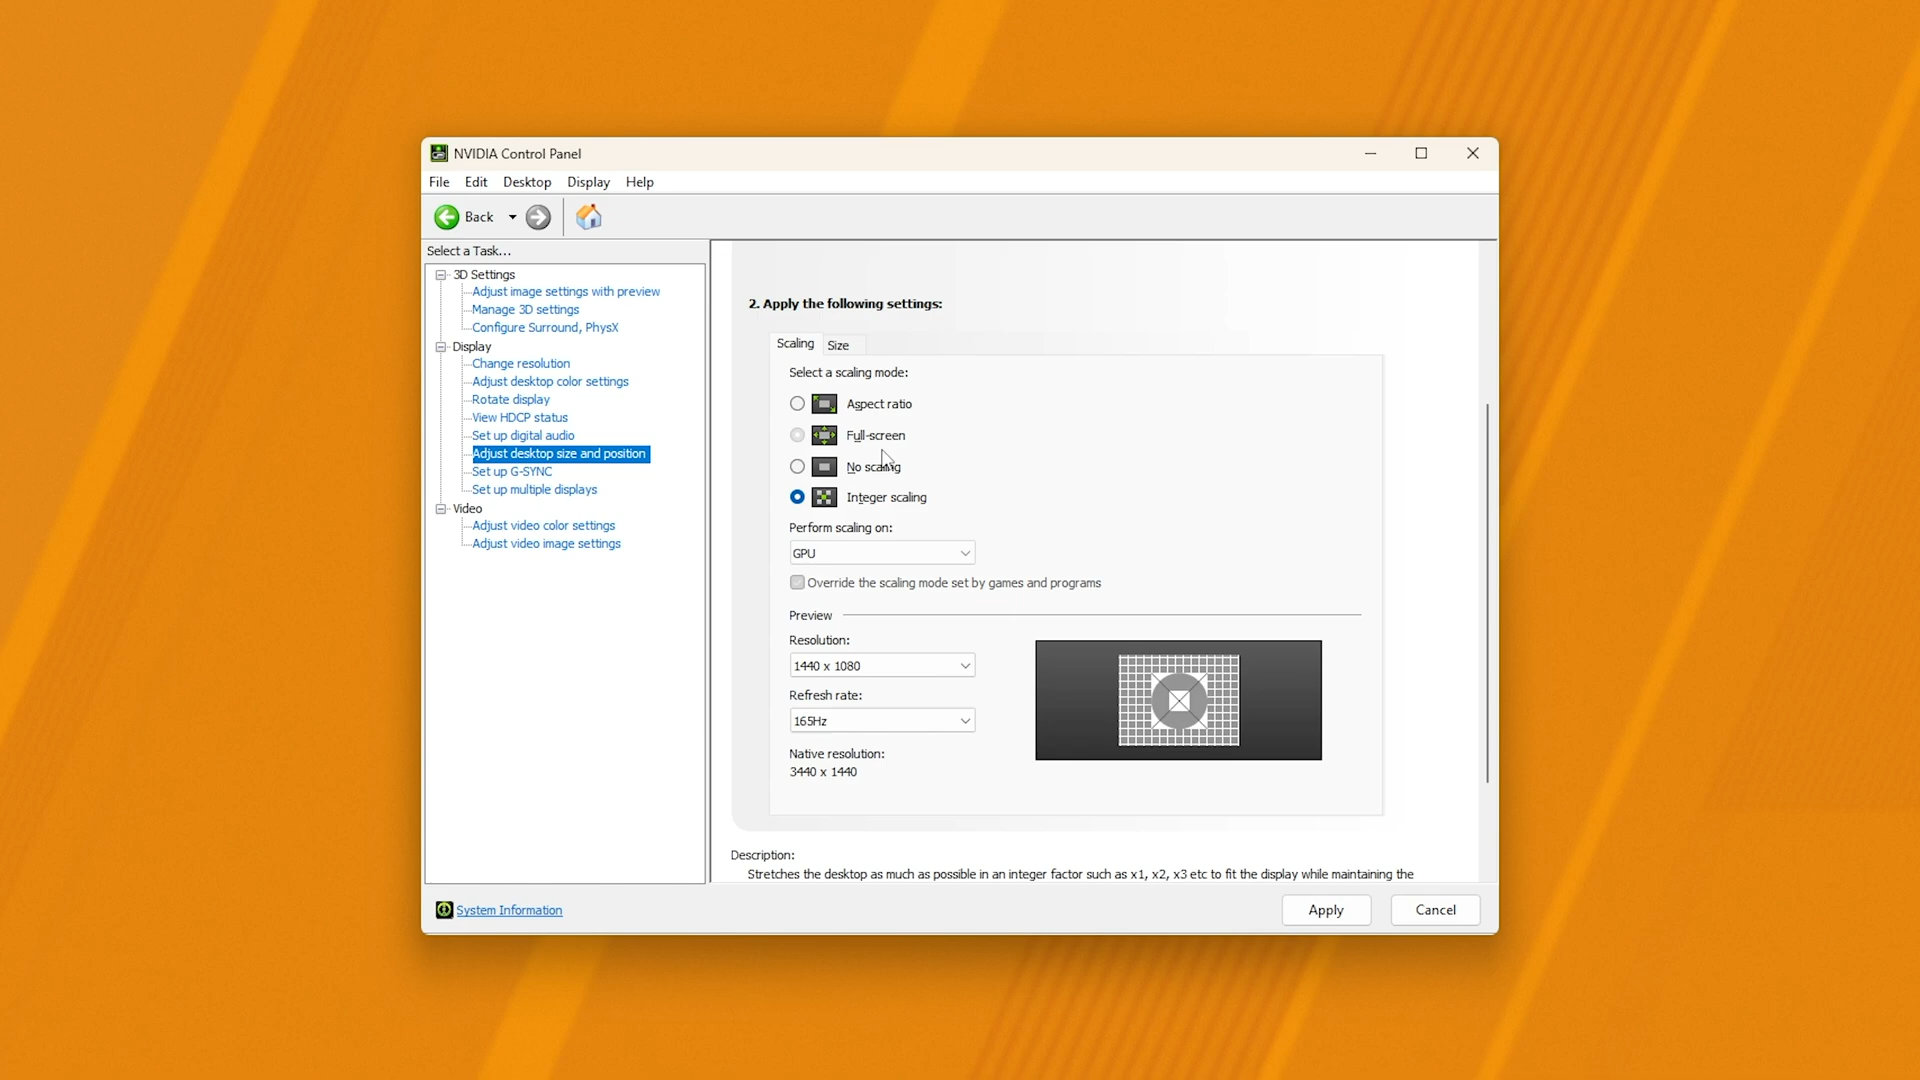 NVIDIA Control Panel
File Edit Desktop Display Help
Back
Select a Task...
3D Settings
Adjust image settings with preview
Manage 3D settings
Configure Surround, PhysX
Display
Change resolution
Adjust desktop color settings
Rotate display
View HDCP status
Set up digital audio
Adjust desktop size and position
Set up G-SYNC
Set up multiple displays
Video
Adjust video color settings
Adjust video image settings
2. Apply the following settings:
Scaling Size
Select a scaling mode:
Aspect ratio
Full-screen
No scaling
Integer scaling
Perform scaling on:
GPU
Override the scaling mode set by games and programs
Preview
Resolution:
1440 x 1080
Refresh rate:
165Hz
Native resolution:
3440 x 1440
Description:
Stretches the desktop as much as possible in an integer factor such as x1, x2, x3 etc to fit the display while maintaining the
System Information
Apply Cancel